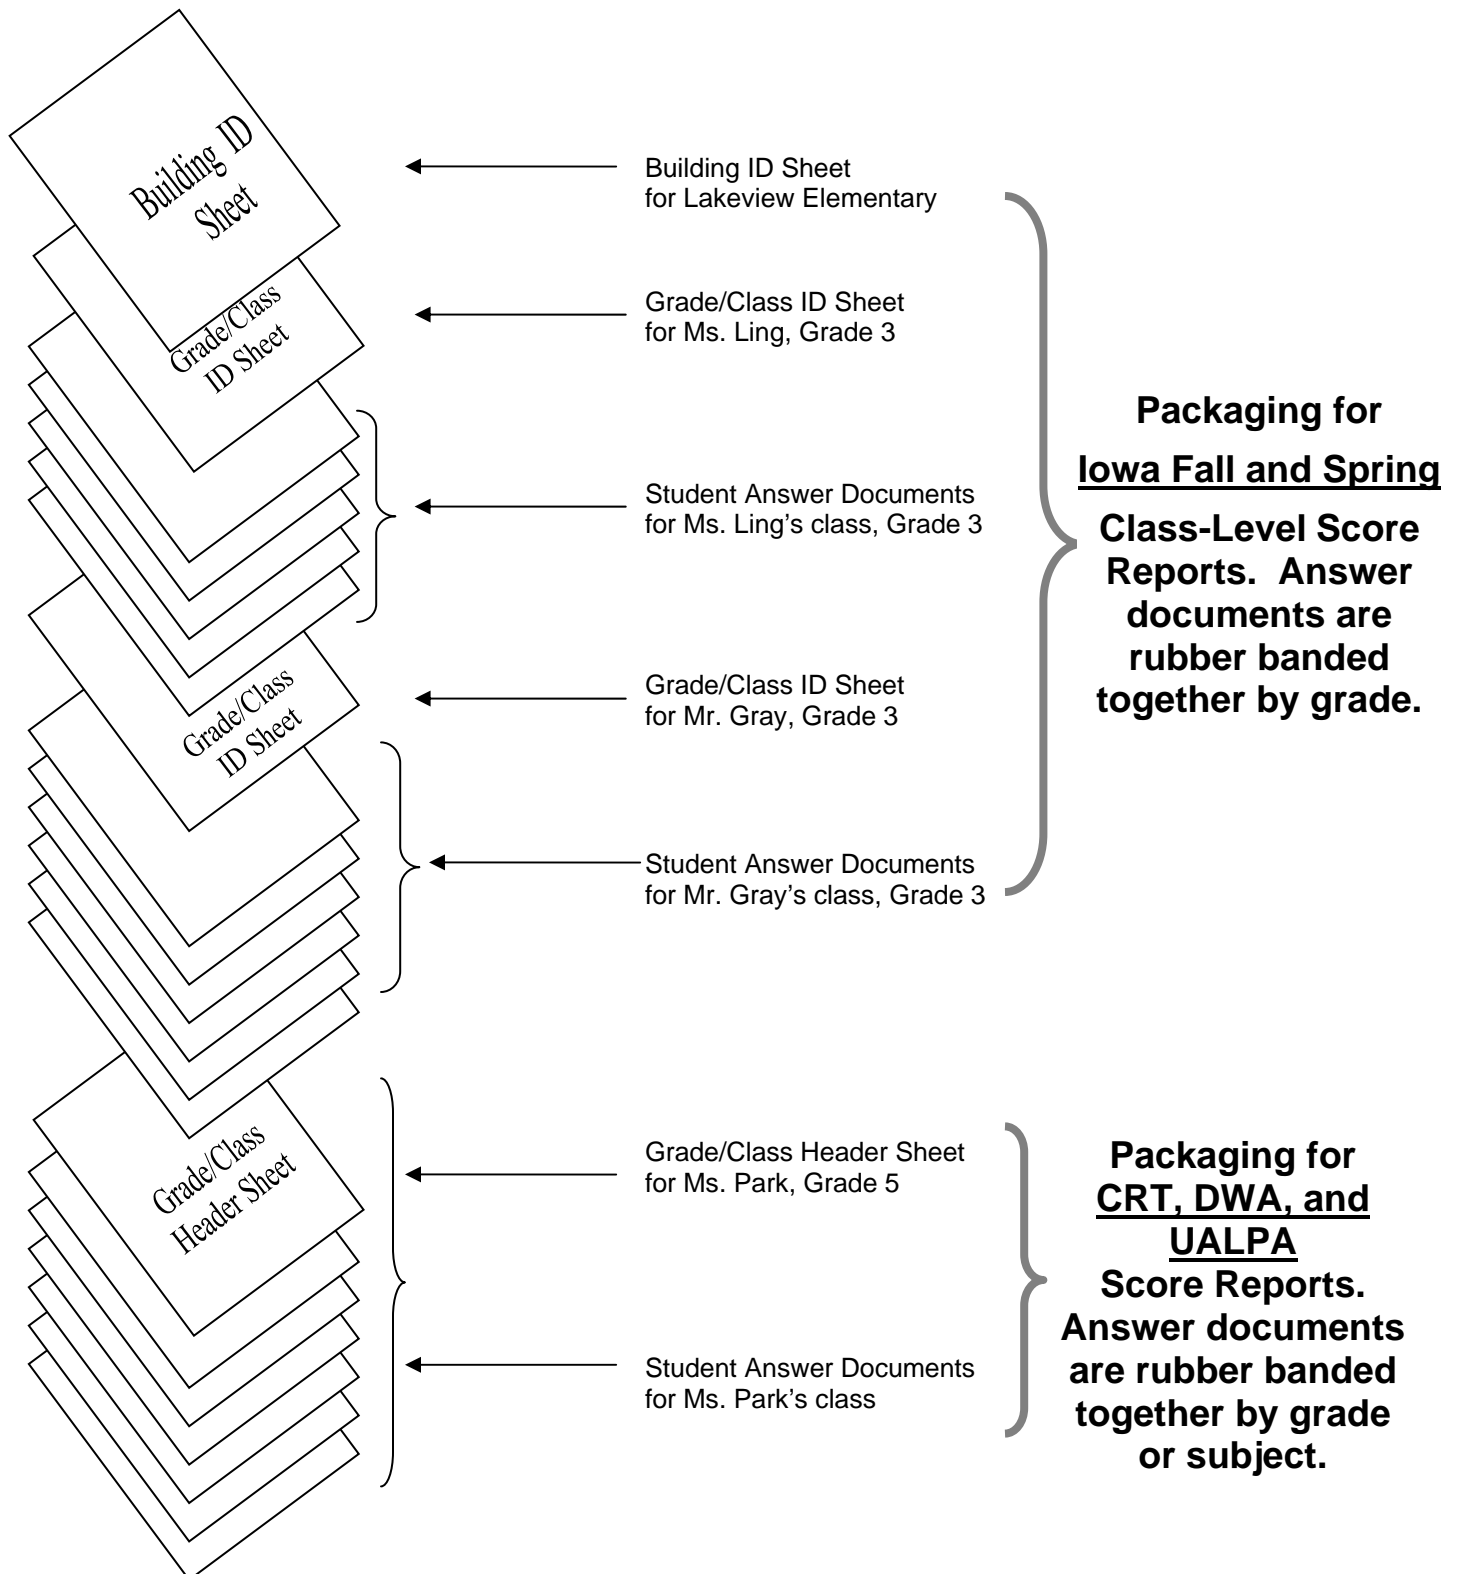 Building ID
Sheet
Building ID Sheet
for Lakeview Elementary
Grade/Class
ID Sheet
Grade/Class ID Sheet
for Ms. Ling, Grade 3
Student Answer Documents
for Ms. Ling’s class, Grade 3
Grade/Class
ID Sheet
Grade/Class ID Sheet
for Mr. Gray, Grade 3
Student Answer Documents
for Mr. Gray’s class, Grade 3
Packaging for
Iowa Fall and Spring
Class-Level Score
Reports. Answer
documents are
rubber banded
together by grade.
Grade/Class
Header Sheet
Grade/Class Header Sheet
for Ms. Park, Grade 5
Student Answer Documents
for Ms. Park’s class
Packaging for
CRT, DWA, and
UALPA
Score Reports.
Answer documents
are rubber banded
together by grade
or subject.